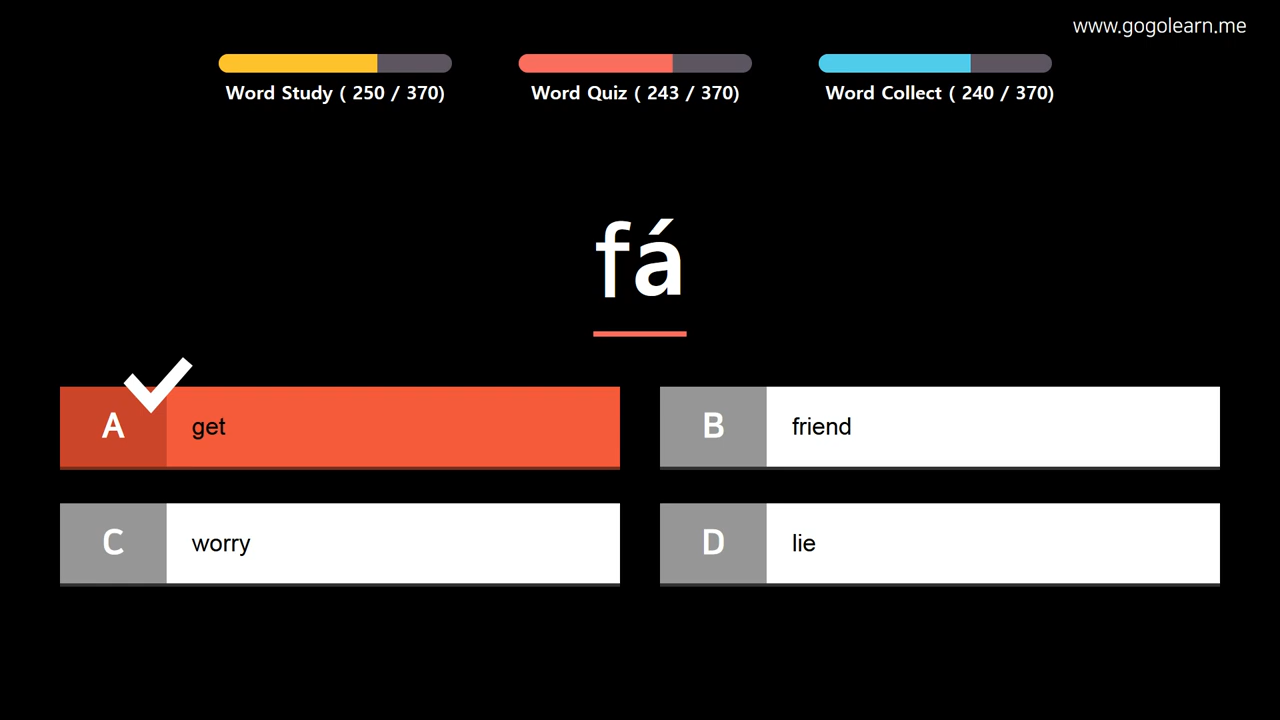 www.gogolearn.me
Word Study ( 250 / 370)
Word Quiz ( 243 / 370)
Word Collect ( 240 / 370)
fá
A get
B friend
C worry
D lie